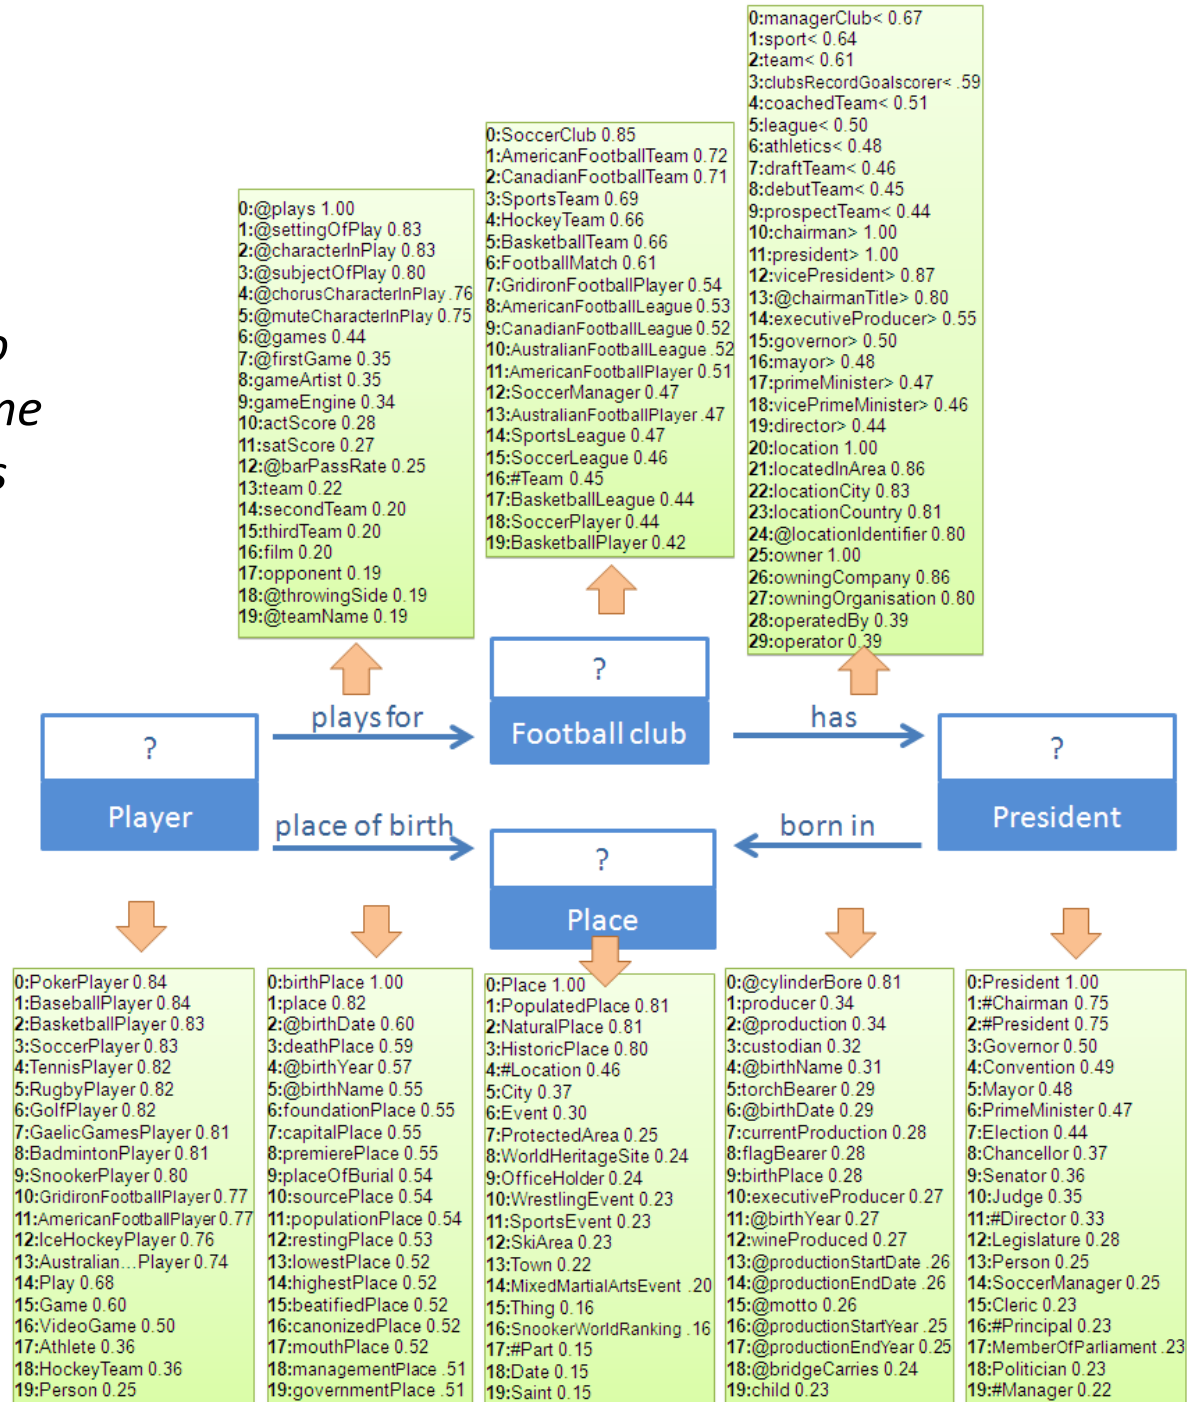 0:managerClub< 0.67
1:sport< 0.64
2:team< 0.61
3:clubsRecordGoalscorer< .59
4:coachedTeam< 0.51
5:league< 0.50
6:athletics< 0.48
7:draftTeam< 0.46
8:debutTeam< 0.45
9:prospectTeam< 0.44
10:chairman> 1.00
11:president> 1.00
12:vicePresident> 0.87
13:@chairmanTitle> 0.80
14:executiveProducer> 0.55
15:governor> 0.50
16:mayor> 0.48
17:primeMinister> 0.47
18:vicePrimeMinister> 0.46
19:director> 0.44
20:location 1.00
21:locatedInArea 0.86
22:locationCity 0.83
23:locationCountry 0.81
24:@locationIdentifier 0.80
25:owner 1.00
26:owningCompany 0.86
27:owningOrganisation 0.80
28:operatedBy 0.39
29:operator 0.39
0:SoccerClub 0.85
1:AmericanFootballTeam 0.72
2:CanadianFootballTeam 0.71
3:SportsTeam 0.69
4:HockeyTeam 0.66
5:BasketballTeam 0.66
6:FootballMatch 0.61
7:GridironFootballPlayer 0.54
8:AmericanFootballLeague 0.53
9:CanadianFootballLeague 0.52
10:AustralianFootballLeague .52
11:AmericanFootballPlayer 0.51
12:SoccerManager 0.47
13:AustralianFootballPlayer .47
14:SportsLeague 0.47
15:SoccerLeague 0.46
16:#Team 0.45
17:BasketballLeague 0.44
18:SoccerPlayer 0.44
19:BasketballPlayer 0.42
0:@plays 1.00
1:@settingOfPlay 0.83
2:@characterInPlay 0.83
3:@subjectOfPlay 0.80
4:@chorusCharacterInPlay .76
5:@muteCharacterInPlay 0.75
6:@games 0.44
7:@firstGame 0.35
8:gameArtist 0.35
9:gameEngine 0.34
10:actScore 0.28
11:satScore 0.27
12:@barPassRate 0.25
13:team 0.22
14:secondTeam 0.20
15:thirdTeam 0.20
16:film 0.20
17:opponent 0.19
18:@throwingSide 0.19
19:@teamName 0.19
?
Player
plays for
?
Football club
has
?
President
place of birth
?
Place
born in
0:PokerPlayer 0.84
1:BaseballPlayer 0.84
2:BasketballPlayer 0.83
3:SoccerPlayer 0.83
4:TennisPlayer 0.82
5:RugbyPlayer 0.82
6:GolfPlayer 0.82
7:GaelicGamesPlayer 0.81
8:BadmintonPlayer 0.81
9:SnookerPlayer 0.80
10:GridironFootballPlayer 0.77
11:AmericanFootballPlayer 0.77
12:IceHockeyPlayer 0.76
13:Australian...Player 0.74
14:Play 0.68
15:Game 0.60
16:VideoGame 0.50
17:Athlete 0.36
18:HockeyTeam 0.36
19:Person 0.25
0:birthPlace 1.00
1:place 0.82
2:@birthDate 0.60
3:deathPlace 0.59
4:@birthYear 0.57
5:@birthName 0.55
6:foundationPlace 0.55
7:capitalPlace 0.55
8:premierePlace 0.55
9:placeOfBurial 0.54
10:sourcePlace 0.54
11:populationPlace 0.54
12:restingPlace 0.53
13:lowestPlace 0.52
14:highestPlace 0.52
15:beatifiedPlace 0.52
16:canonizedPlace 0.52
17:mouthPlace 0.52
18:managementPlace .51
19:governmentPlace .51
0:Place 1.00
1:PopulatedPlace 0.81
2:NaturalPlace 0.81
3:HistoricPlace 0.80
4:#Location 0.46
5:City 0.37
6:Event 0.30
7:ProtectedArea 0.25
8:WorldHeritageSite 0.24
9:OfficeHolder 0.24
10:WrestlingEvent 0.23
11:SportsEvent 0.23
12:SkiArea 0.23
13:Town 0.22
14:MixedMartialArtsEvent .20
15:Thing 0.16
16:SnookerWorldRanking .16
17:#Part 0.15
18:Date 0.15
19:Saint 0.15
0:@cylinderBore 0.81
1:producer 0.34
2:@production 0.34
3:custodian 0.32
4:@birthName 0.31
5:torchBearer 0.29
6:@birthDate 0.29
7:currentProduction 0.28
8:flagBearer 0.28
9:birthPlace 0.28
10:executiveProducer 0.27
11:@birthYear 0.27
12:wineProduced 0.27
13:@productionStartDate .26
14:@productionEndDate .26
15:@motto 0.26
16:@productionStartYear .25
17:@productionEndYear 0.25
18:@bridgeCarries 0.24
19:child 0.23
0:President 1.00
1:#Chairman 0.75
2:#President 0.75
3:Governor 0.50
4:Convention 0.49
5:Mayor 0.48
6:PrimeMinister 0.47
7:Election 0.44
8:Chancellor 0.37
9:Senator 0.36
10:Judge 0.35
11:#Director 0.33
12:Legislature 0.28
13:Person 0.25
14:SoccerManager 0.25
15:Cleric 0.23
16:#Principal 0.23
17:MemberOfParliament .23
18:Politician 0.23
19:#Manager 0.22